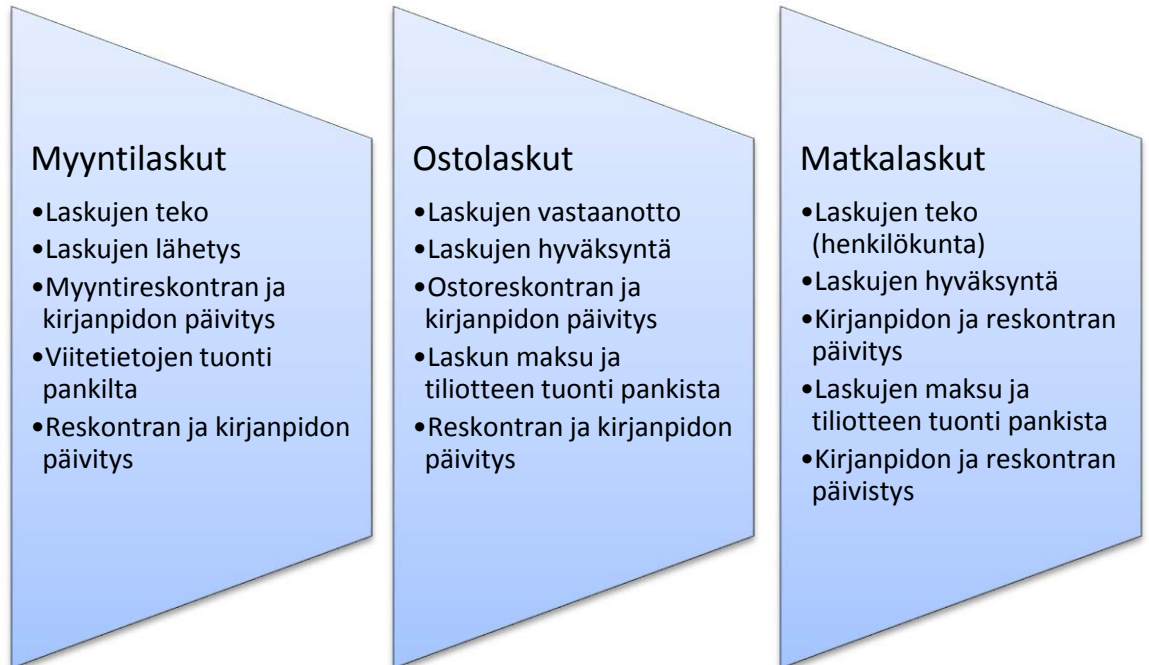 Myyntilaskut
•Laskujen teko
•Laskujen lähetys
•Myyntireskontran ja
kirjanpidon päivitys
•Viitetietojen tuonti
pankilta
•Reskontran ja kirjanpidon
päivitys
Ostolaskut
•Laskujen vastaanotto
•Laskujen hyväksyntä
•Ostoreskontran ja
kirjanpidon päivitys
•Laskun maksu ja
tiliotteen tuonti pankista
•Reskontran ja kirjanpidon
päivitys
Matkalaskut
•Laskujen teko
(henkilökunta)
•Laskujen hyväksyntä
•Kirjanpidon ja reskontran
päivitys
•Laskujen maksu ja
tiliotteen tuonti pankista
•Kirjanpidon ja reskontran
päivistys